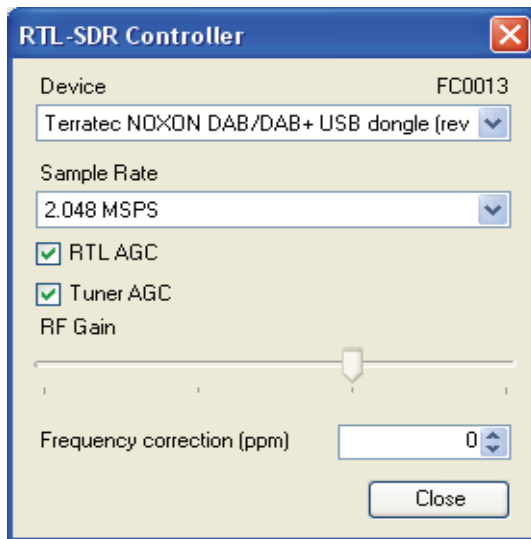 RTL-SDR Controller
Device FC0013
Terratec NOXON DAB/DAB+ USB dongle (rev
Sample Rate
2.048 MSPS
RTL AGC
Tuner AGC
RF Gain
Frequency correction (ppm) 0
Close